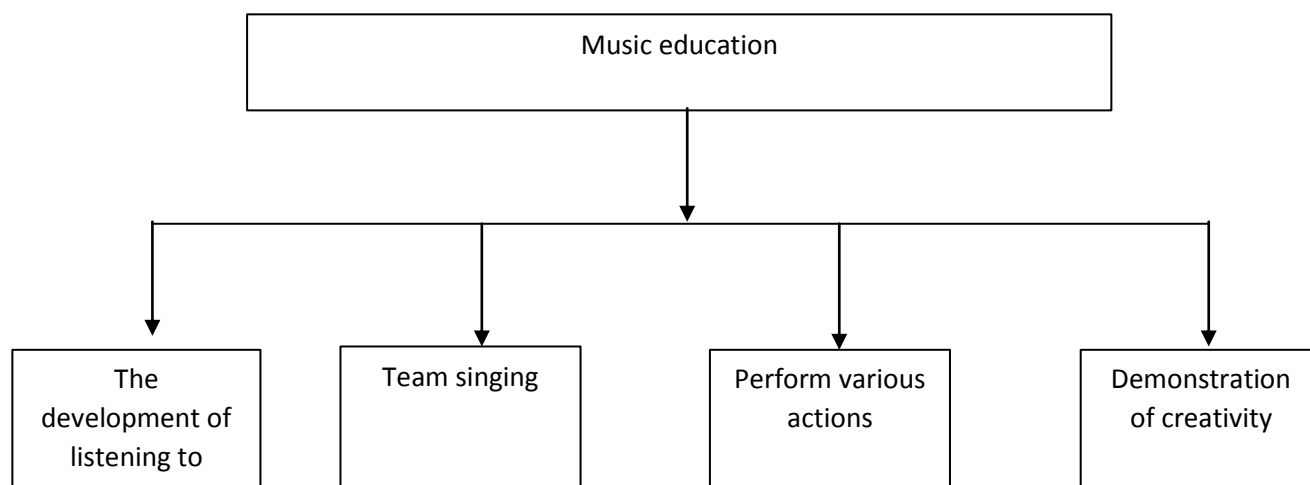 Music education
The
development of
listening to
Team singing
Perform various
actions
Demonstration
of creativity